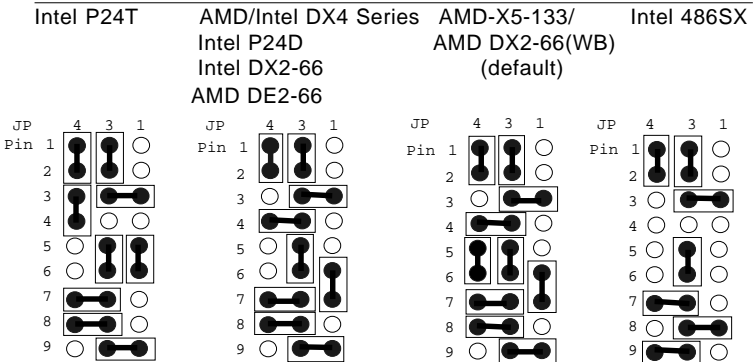 Intel P24T AMD/Intel DX4 Series AMD-X5-133/ Intel 486SX
Intel P24D AMD DX2-66(WB)
Intel DX2-66 (default)
AMD DE2-66
JP 4 3 1 JP 4 3 1 JP 4 3 1 JP 4 3 1
Pin 1 Pin 1 Pin 1 Pin 1
2 2 2 2
3 3 3 3
4 4 4 4
5 5 5 5
6 6 6 6
7 7 7 7
8 8 8 8
9 9 9 9